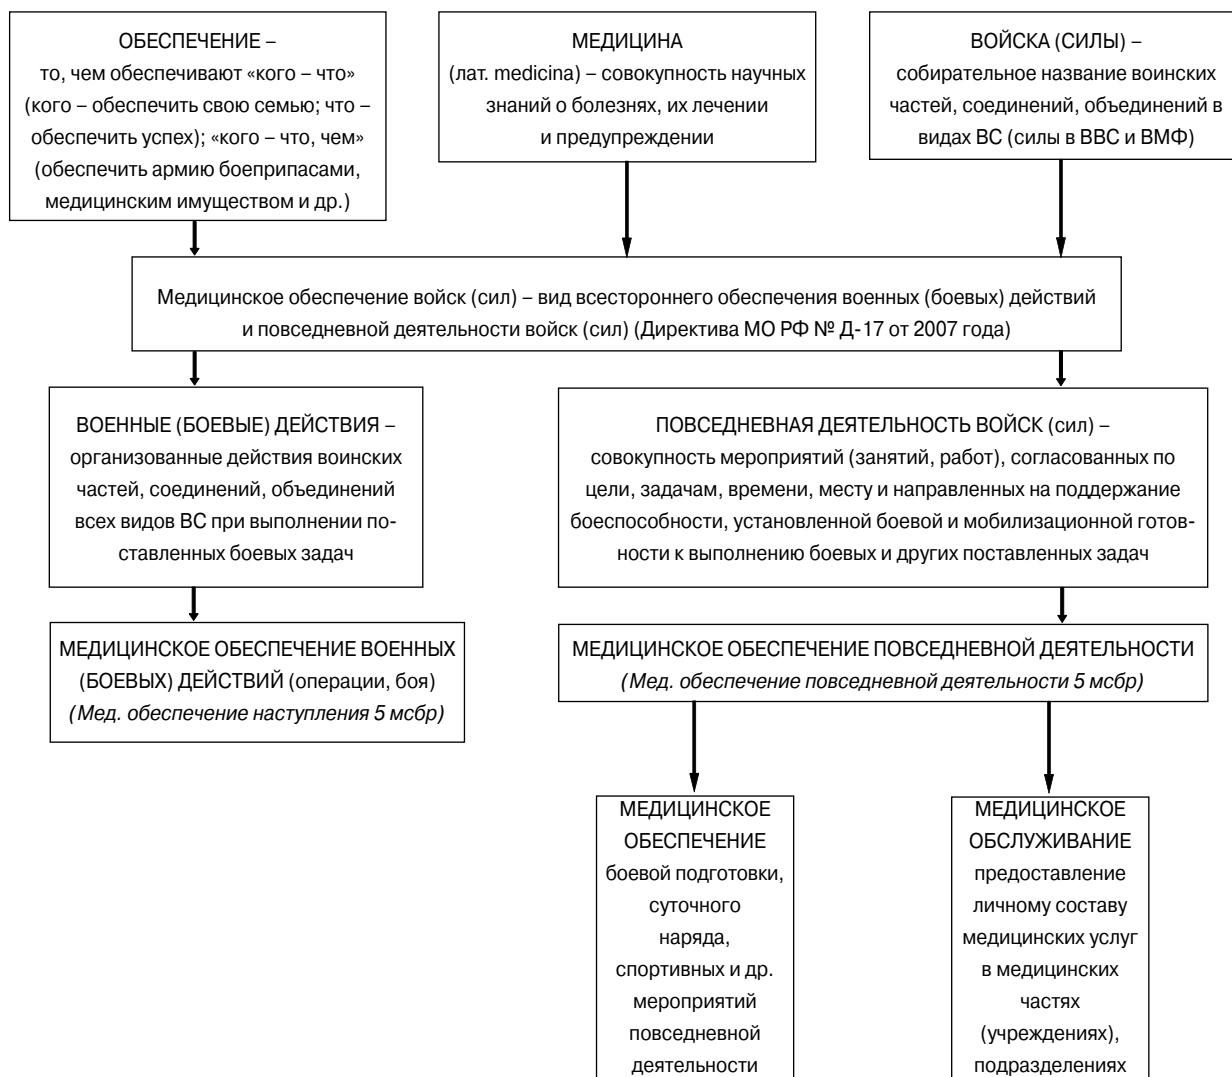 ОБЕСПЕЧЕНИЕ –
то, чем обеспечивают «кого – что»
(кого – обеспечить свою семью; что –
обеспечить успех); «кого – что, чем»
(обеспечить армию боеприпасами,
медицинским имуществом и др.)
МЕДИЦИНА
(лат. medicina) – совокупность научных
знаний о болезнях, их лечении
и предупреждении
ВОЙСКА (СИЛЫ) –
собирательное название воинских
частей, соединений, объединений в
видах ВС (силы в ВВС и ВМФ)
Медицинское обеспечение войск (сил) – вид всестороннего обеспечения военных (боевых) действий
и повседневной деятельности войск (сил) (Директива МО РФ № Д-17 от 2007 года)
ВОЕННЫЕ (БОЕВЫЕ) ДЕЙСТВИЯ –
организованные действия воинских
частей, соединений, объединений
всех видов ВС при выполнении по-
ставленных боевых задач
ПОВСЕДНЕВНАЯ ДЕЯТЕЛЬНОСТЬ ВОЙСК (сил) –
совокупность мероприятий (занятий, работ), согласованных по
цели, задачам, времени, месту и направленных на поддержание
боеспособности, установленной боевой и мобилизационной готов-
ности к выполнению боевых и других поставленных задач
МЕДИЦИНСКОЕ ОБЕСПЕЧЕНИЕ ВОЕННЫХ
(БОЕВЫХ) ДЕЙСТВИЙ (операции, боя)
(Мед. обеспечение наступления 5 мсбр)
МЕДИЦИНСКОЕ ОБЕСПЕЧЕНИЕ ПОВСЕДНЕВНОЙ ДЕЯТЕЛЬНОСТИ
(Мед. обеспечение повседневной деятельности 5 мсбр)
МЕДИЦИНСКОЕ
ОБЕСПЕЧЕНИЕ
боевой подготовки,
суточного
наряда,
спортивных и др.
мероприятий
повседневной
деятельности
МЕДИЦИНСКОЕ
ОБСЛУЖИВАНИЕ
предоставление
личному составу
медицинских услуг
в медицинских
частях
(учреждениях),
подразделениях